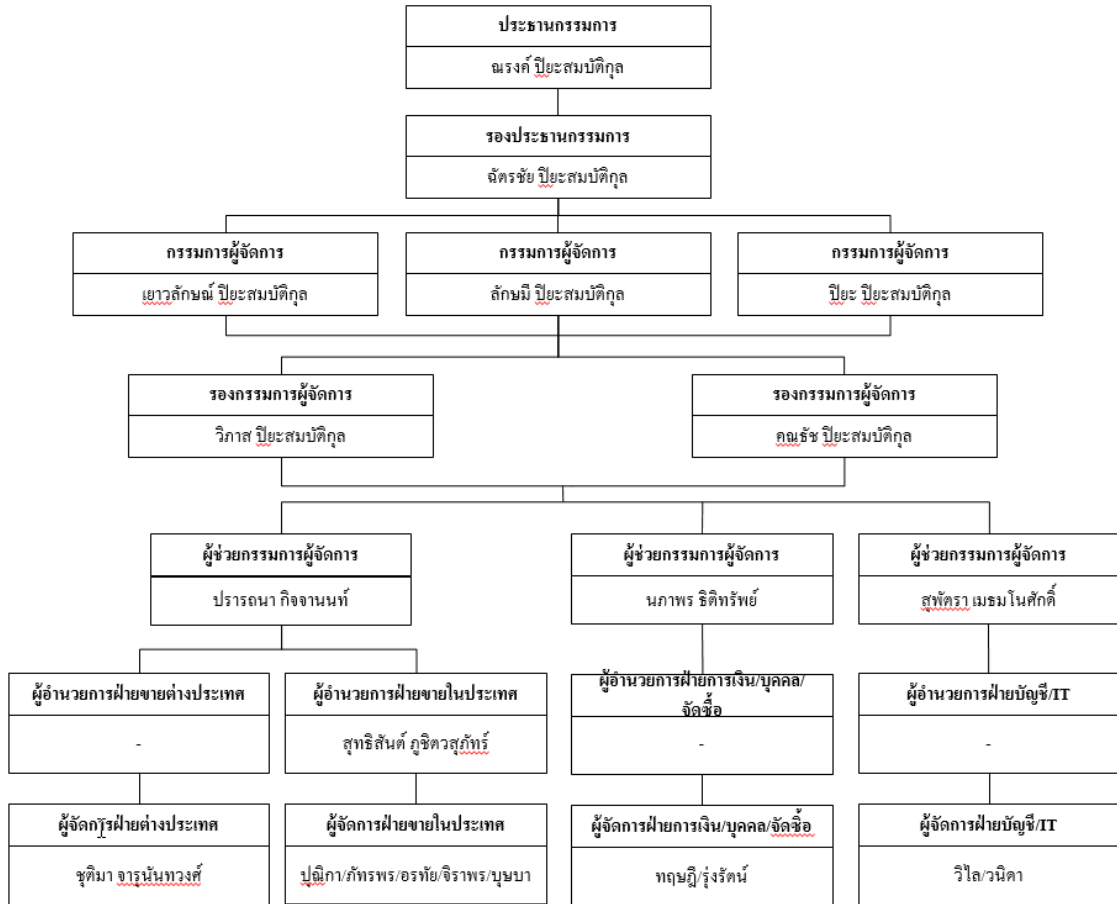 ประธานกรรมการ
ณรงค์ ปิยะสมบัติกุล
รองประธานกรรมการ
ฉัตรชัย ปิยะสมบัติกุล
กรรมการผู้จัดการ
เยาวลักษณ์ ปิยะสมบัติกุล
กรรมการผู้จัดการ
ลักษมี ปิยะสมบัติกุล
กรรมการผู้จัดการ
ปิยะ ปิยะสมบัติกุล
รองกรรมการผู้จัดการ
วิภาส ปิยะสมบัติกุล
รองกรรมการผู้จัดการ
คณธัช ปิยะสมบัติกุล
ผู้ช่วยกรรมการผู้จัดการ
ปรารถนา กิจจานนท์
ผู้ช่วยกรรมการผู้จัดการ
นภาพร ธิติทรัพย์
ผู้ช่วยกรรมการผู้จัดการ
สุพัตรา เมธมโนศักดิ์
ผู้อำนวยการฝ่ายขายต่างประเทศ
-
ผู้อำนวยการฝ่ายขายในประเทศ
สุทธิสันต์ ภูชิตวสุภัทร์
ผู้อำนวยการฝ่ายการเงิน/บุคคล/
จัดซื้อ
-
ผู้อำนวยการฝ่ายบัญชี/IT
-
ผู้จัดการฝ่ายต่างประเทศ
ชุติมา จารุนันทวงศ์
ผู้จัดการฝ่ายขายในประเทศ
ปุณิกา/ภัทรพร/อรทัย/จิราพร/บุษบา
ผู้จัดการฝ่ายการเงิน/บุคคล/จัดซื้อ
ทฤษฎี/รุ่งรัตน์
ผู้จัดการฝ่ายบัญชี/IT
วิไล/วนิดา